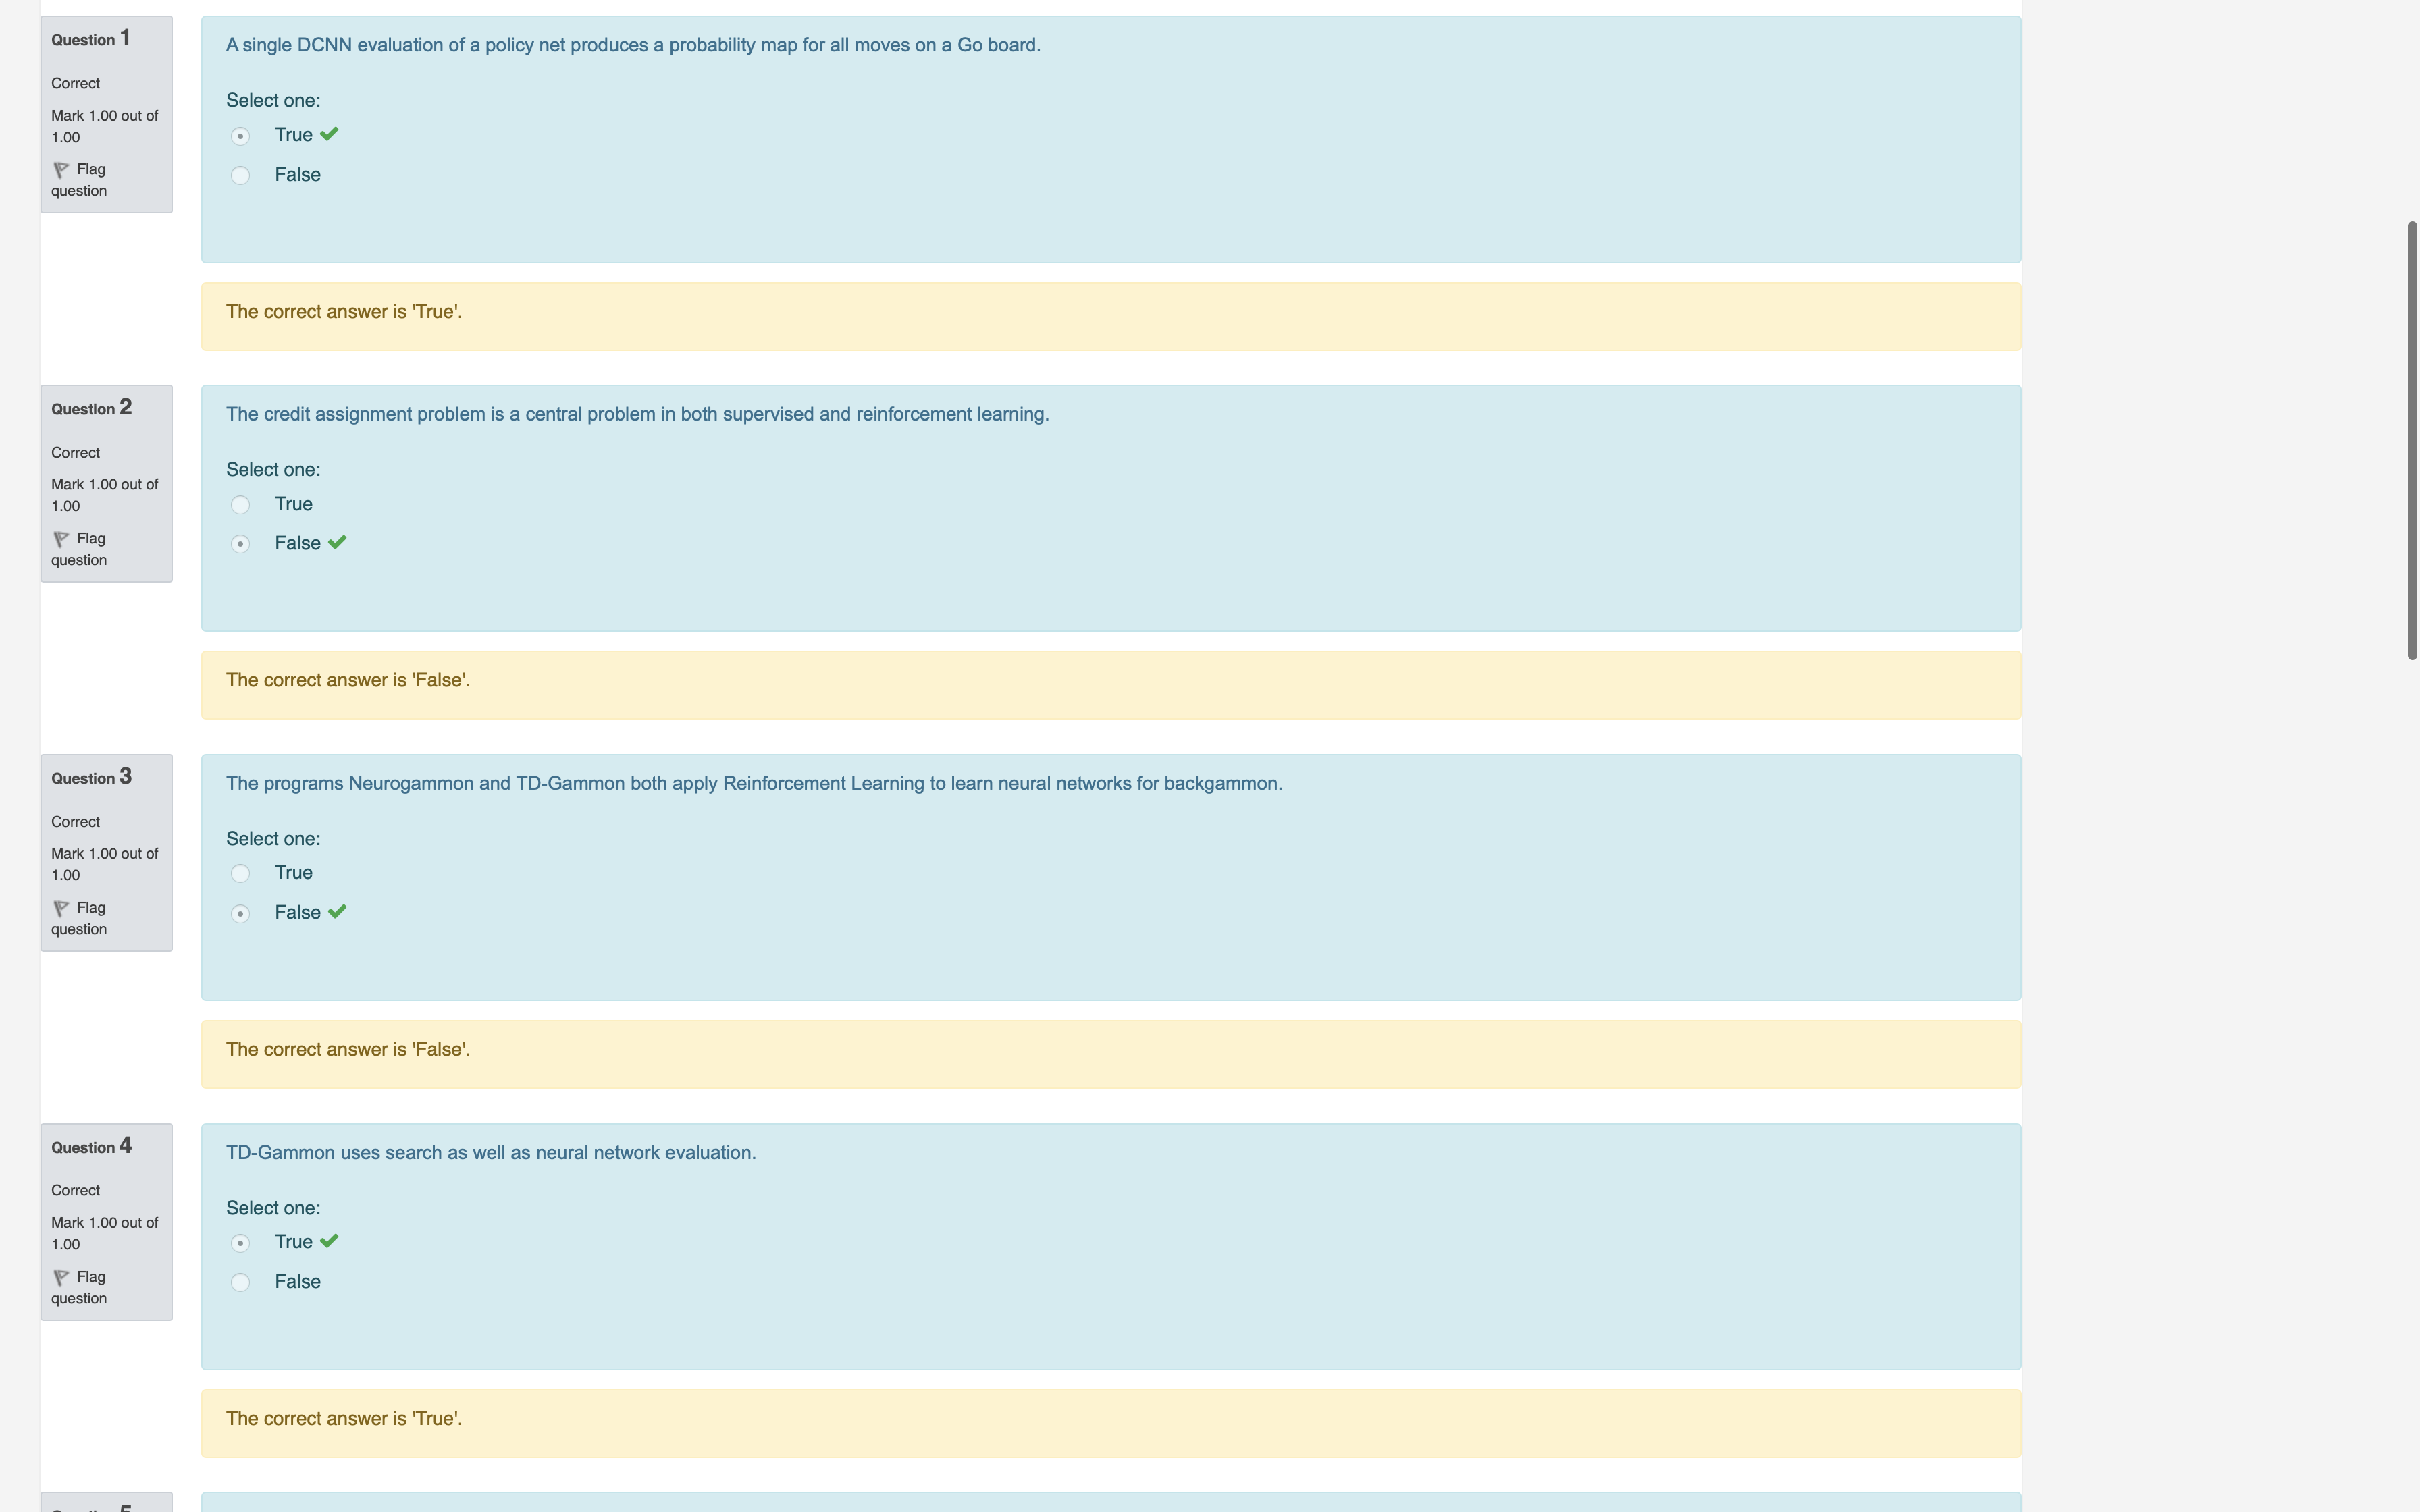 Question 1
Correct
Mark 1.00 out of
1.00
Flag
question
A single DCNN evaluation of a policy net produces a probability map for all moves on a Go board.
Select one:
True
False
The correct answer is 'True'.
Question 2
Correct
Mark 1.00 out of
1.00
Flag
question
The credit assignment problem is a central problem in both supervised and reinforcement learning.
Select one:
True
False
The correct answer is 'False'.
Question 3
Correct
Mark 1.00 out of
1.00
Flag
question
The programs Neurogammon and TD-Gammon both apply Reinforcement Learning to learn neural networks for backgammon.
Select one:
True
False
The correct answer is 'False'.
Question 4
Correct
Mark 1.00 out of
1.00
Flag
question
TD-Gammon uses search as well as neural network evaluation.
Select one:
True
False
The correct answer is 'True'.